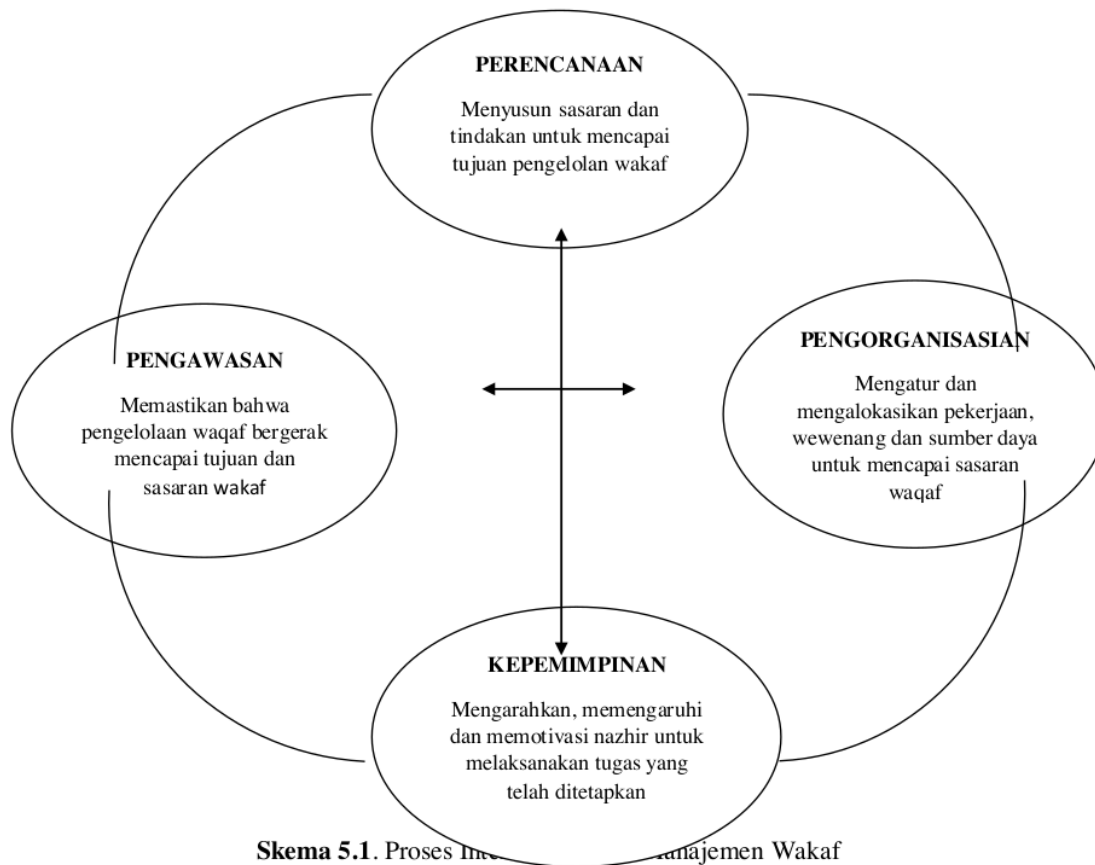 PERENCANAAN
Menyusun sasaran dan
tindakan untuk mencapai
tujuan pengelolan wakaf
PENGORGANISASIAN
Mengatur dan
mengalokasikan pekerjaan,
wewenang dan sumber daya
untuk mencapai sasaran
waqaf
KEPEMIMPINAN
Mengarahkan, memengaruhi
dan memotivasi nazhir untuk
melaksanakan tugas yang
telah ditetapkan
PENGAWASAN
Memastikan bahwa
pengelolaan waqaf bergerak
mencapai tujuan dan
sasaran wakaf
Skema 5.1. Proses Manajemen Wakaf